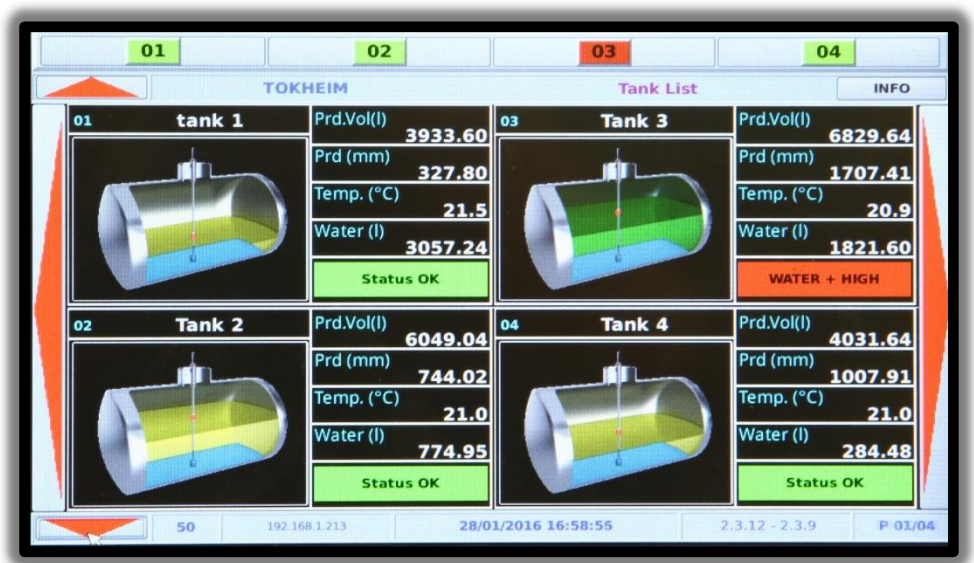 01 02 03 04
TOKHEIM Tank List INFO
01 tank 1
Prd.Vol(l)
3933.60
Prd (mm)
327.80
Temp. (°C)
21.5
Water (l)
3057.24
Status OK
03 Tank 3
Prd.Vol(l)
6829.64
Prd (mm)
1707.41
Temp. (°C)
20.9
Water (l)
1821.60
WATER + HIGH
02 Tank 2
Prd.Vol(l)
6049.04
Prd (mm)
744.02
Temp. (°C)
21.0
Water (l)
774.95
Status OK
04 Tank 4
Prd.Vol(l)
4031.64
Prd (mm)
1007.91
Temp. (°C)
21.0
Water (l)
284.48
Status OK
50 192.168.1.213 28/01/2016 16:58:55 2.3.12 - 2.3.9 P 01/04